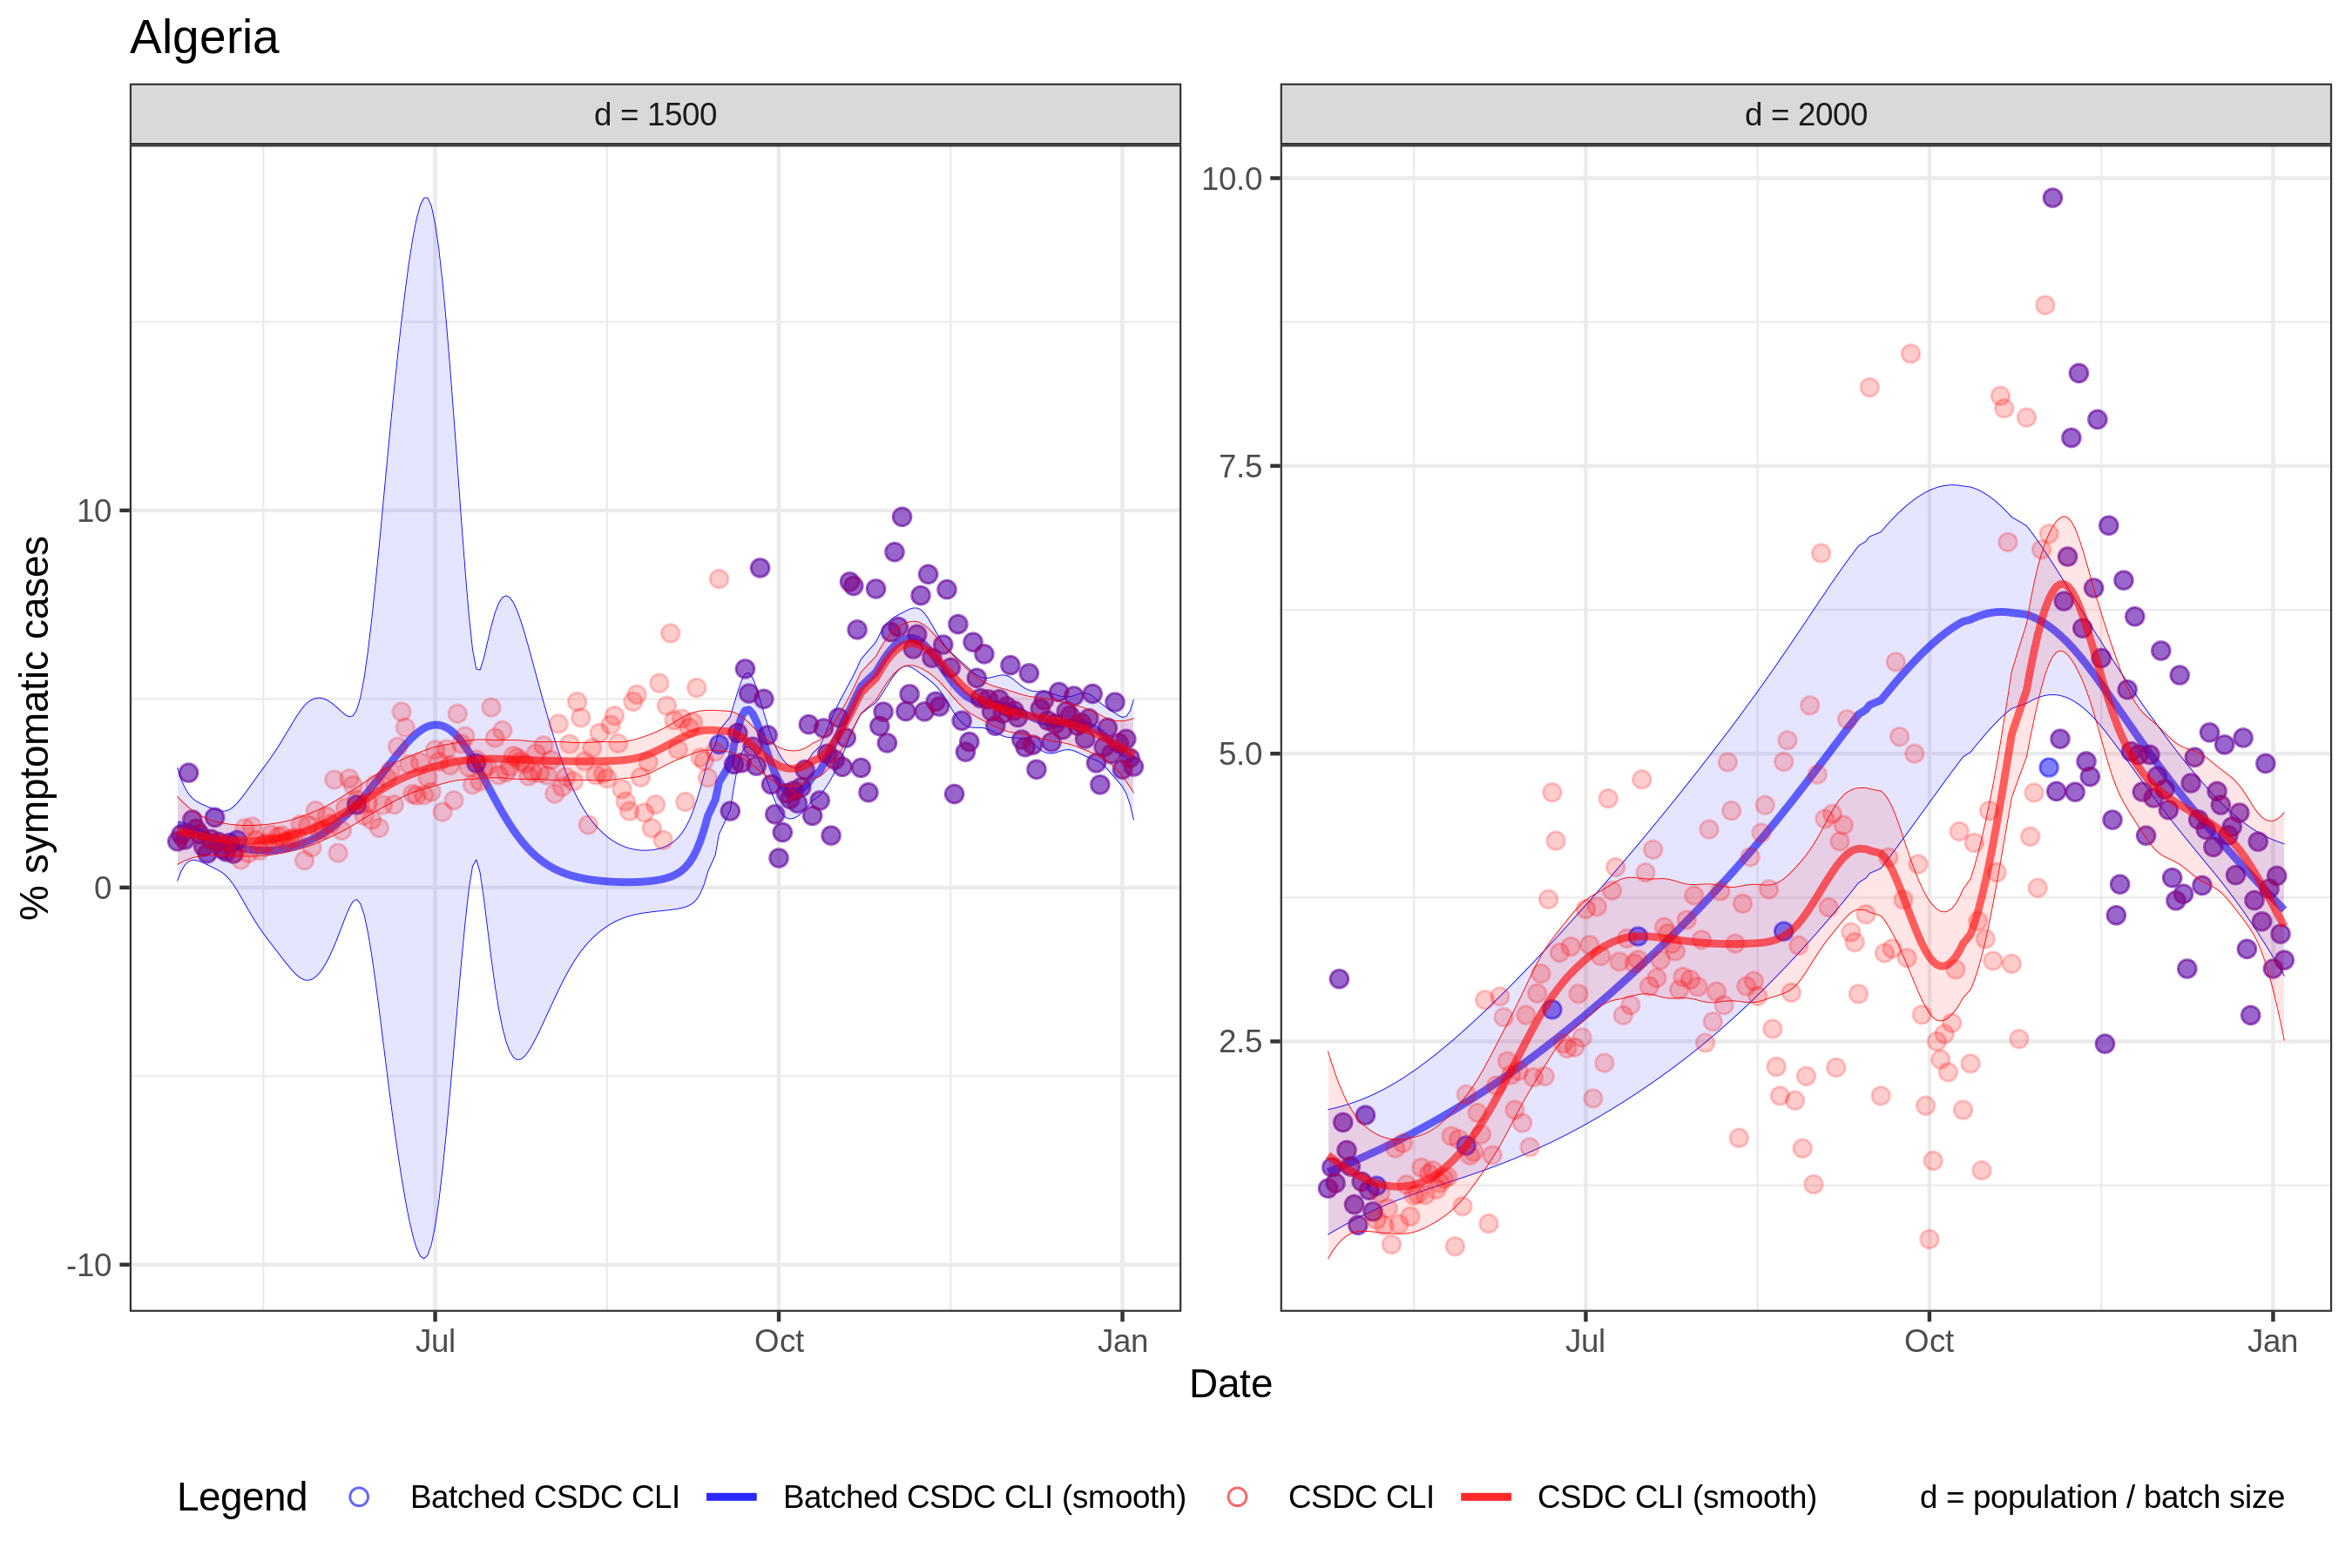 Algeria
d = 1500
d = 2000
% symptomatic cases
10
0
-10
10.0
7.5
5.0
2.5
Jul
Oct
Jan
Jul
Oct
Jan
Date
Legend
Batched CSDC CLI
Batched CSDC CLI (smooth)
CSDC CLI
CSDC CLI (smooth)
d = population / batch size